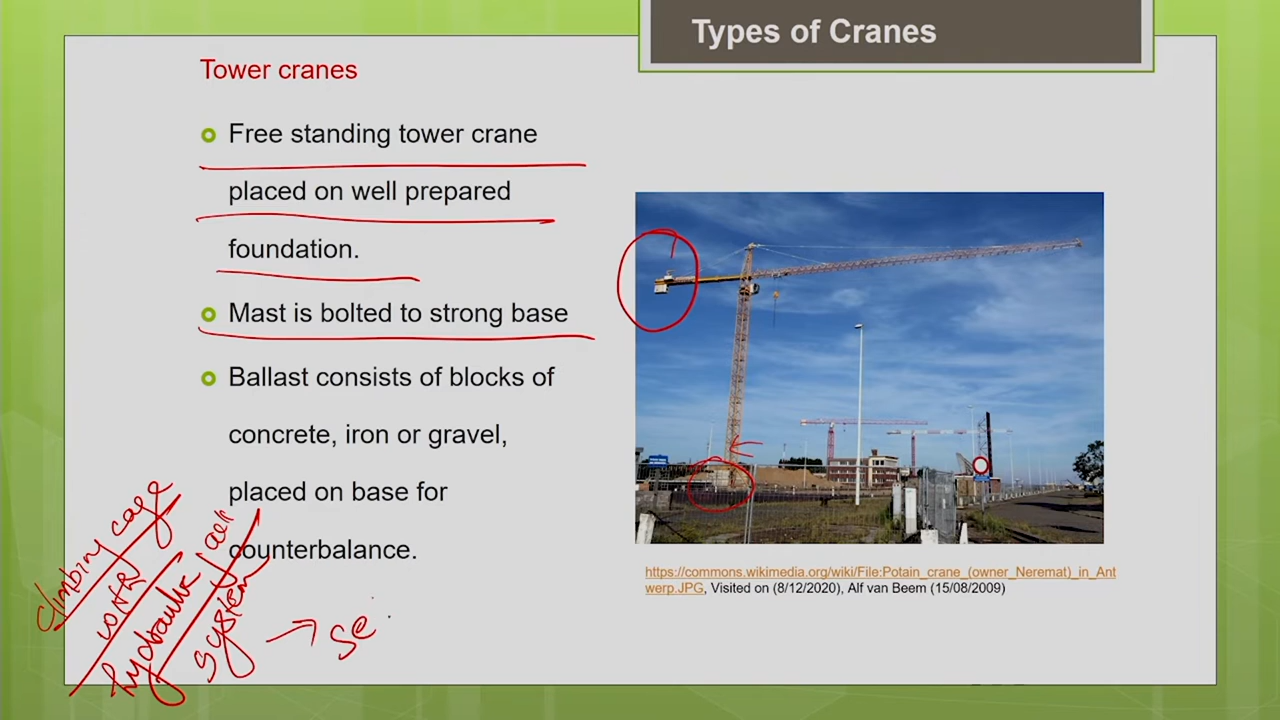 Types of Cranes
Tower cranes
Free standing tower crane
placed on well prepared
foundation.
Mast is bolted to strong base
Ballast consists of blocks of
concrete, iron or gravel,
placed on base for
counterbalance.
https://commons.wikimedia.org/wiki/File:Potain_crane_(owner_Neremat)_in_Ant
werp.JPG, Visited on (8/12/2020), Alf van Beem (15/08/2009)
climbing cage
with
hydraulic jack
system → se